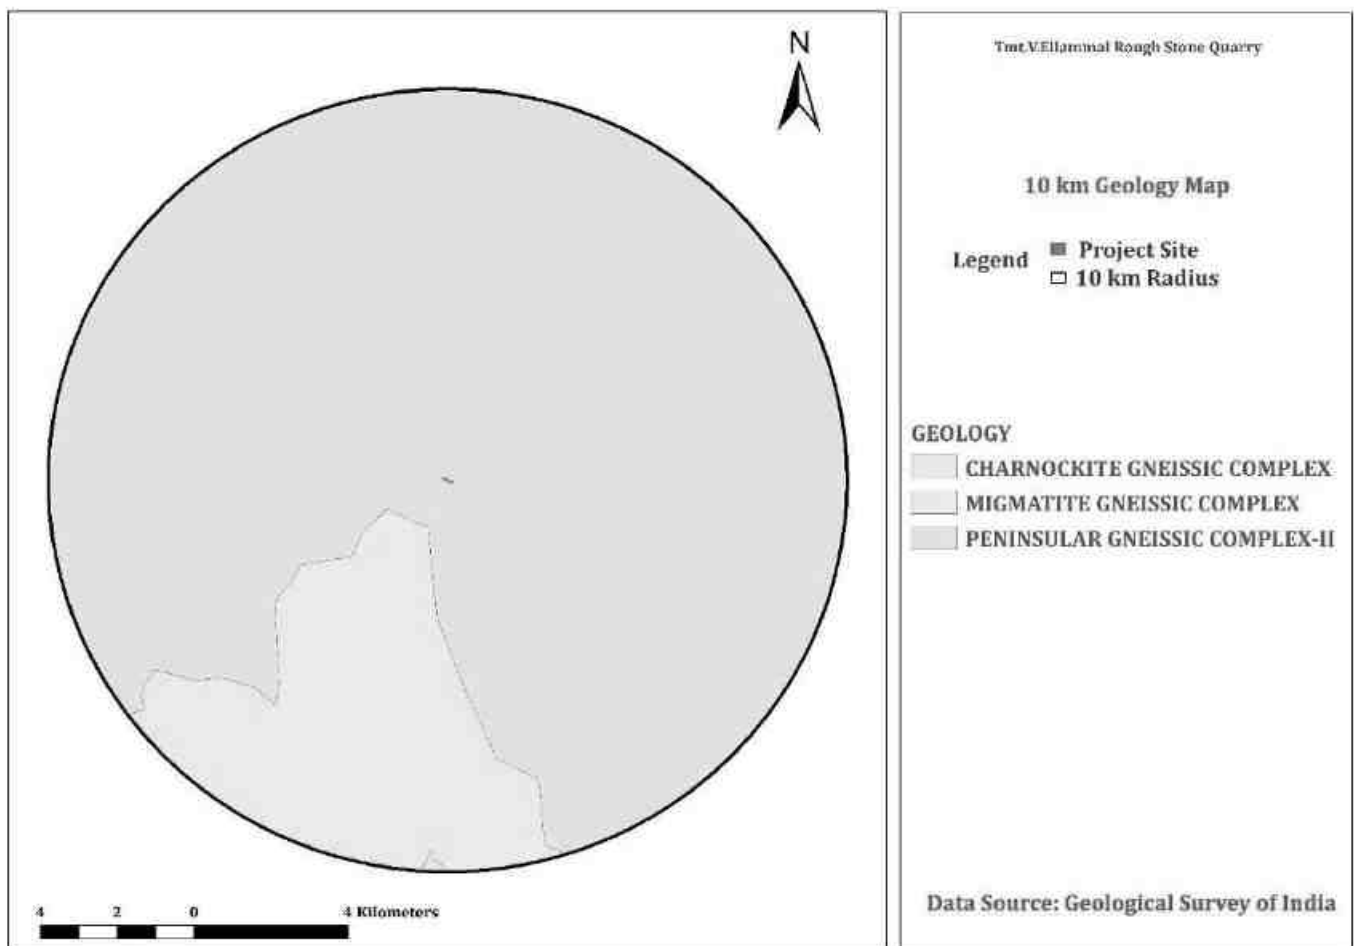 N
Tmt.V.Ellammal Rough Stone Quarry
10 km Geology Map
Legend
Project Site
10 km Radius
GEOLOGY
CHARNOCKITE GNEISSIC COMPLEX
MIGMATITE GNEISSIC COMPLEX
PENINSULAR GNEISSIC COMPLEX-II
4 2 0 4 Kilometers
Data Source: Geological Survey of India